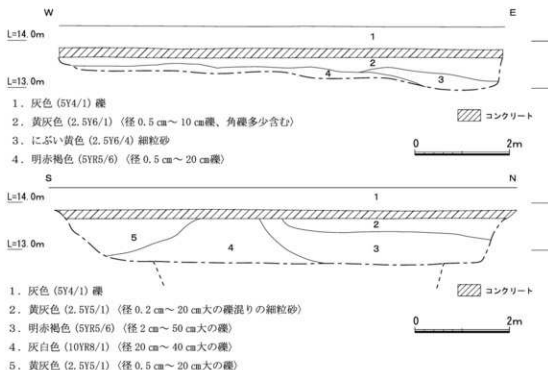 W
E
L=14.0m
1
2
L=13.0m
4
3
1. 灰色 (5Y4/1) 礫
2. 黄灰色 (2.5Y6/1)〈径 0.5 ㎝～ 10 ㎝礫、角礫多少含む〉
3. にぶい黄色 (2.5Y6/4) 細粒砂
4. 明赤褐色 (5YR5/6)〈径 0.5 ㎝～ 20 ㎝礫〉
コンクリート
0 2m
S
N
L=14.0m
1
2
L=13.0m
5
4
3
1. 灰色 (5Y4/1) 礫
2. 黄灰色 (2.5Y5/1)〈径 0.2 ㎝～ 20 ㎝大の礫混りの細粒砂〉
3. 明赤褐色 (5YR5/6)〈径 2 ㎝～ 50 ㎝大の礫〉
4. 灰白色 (10YR8/1)〈径 20 ㎝～ 40 ㎝大の礫〉
5. 黄灰色 (2.5Y5/1)〈径 0.5 ～ 20 ㎝大の礫〉
コンクリート
0 2m